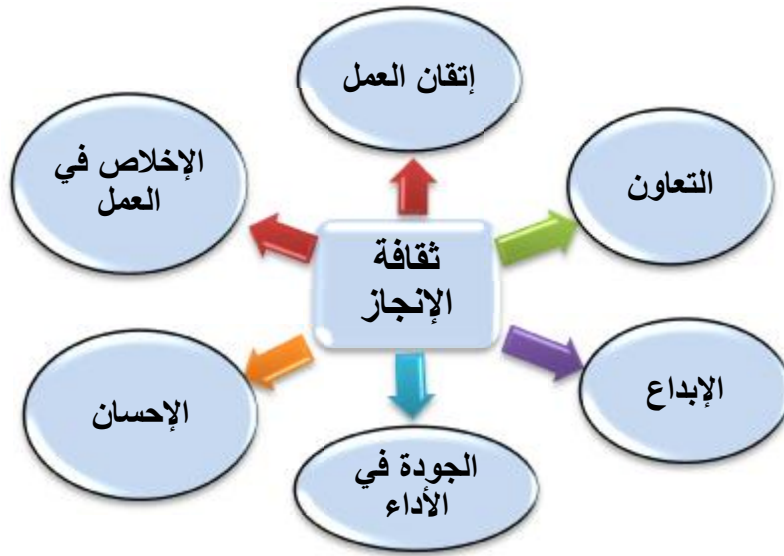 إتقان العمل
الإخلاص في
العمل
التعاون
ثقافة
الإنجاز
الإحسان
الإبداع
الجودة في
الأداء